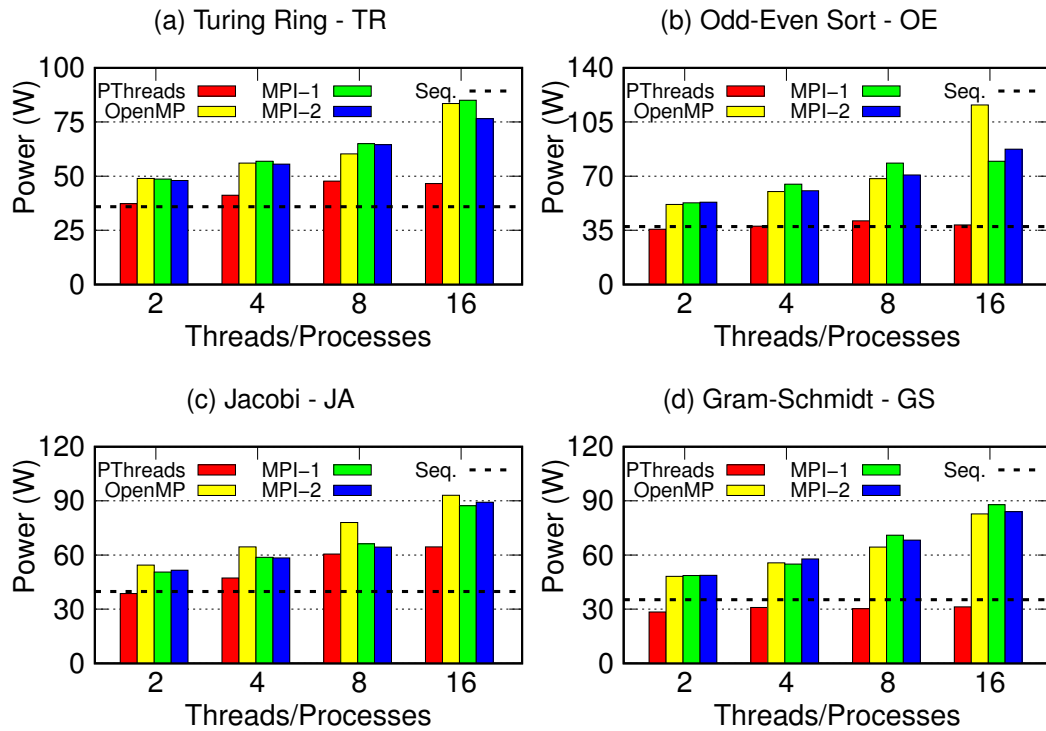 (a) Turing Ring - TR
Power (W)
100
75
50
25
0
PThreads
OpenMP
MPI-1
MPI-2
Seq.
2 4 8 16
Threads/Processes
(b) Odd-Even Sort - OE
Power (W)
140
105
70
35
0
PThreads
OpenMP
MPI-1
MPI-2
Seq.
2 4 8 16
Threads/Processes
(c) Jacobi - JA
Power (W)
120
90
60
30
0
PThreads
OpenMP
MPI-1
MPI-2
Seq.
2 4 8 16
Threads/Processes
(d) Gram-Schmidt - GS
Power (W)
120
90
60
30
0
PThreads
OpenMP
MPI-1
MPI-2
Seq.
2 4 8 16
Threads/Processes